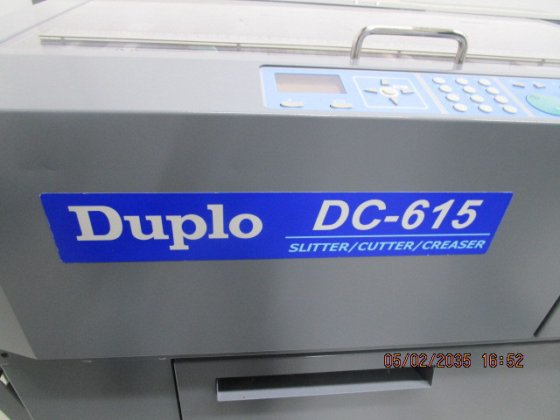 Duplo DC-615
SLITTER/CUTTER/CREASER
05/02/2035 16:52